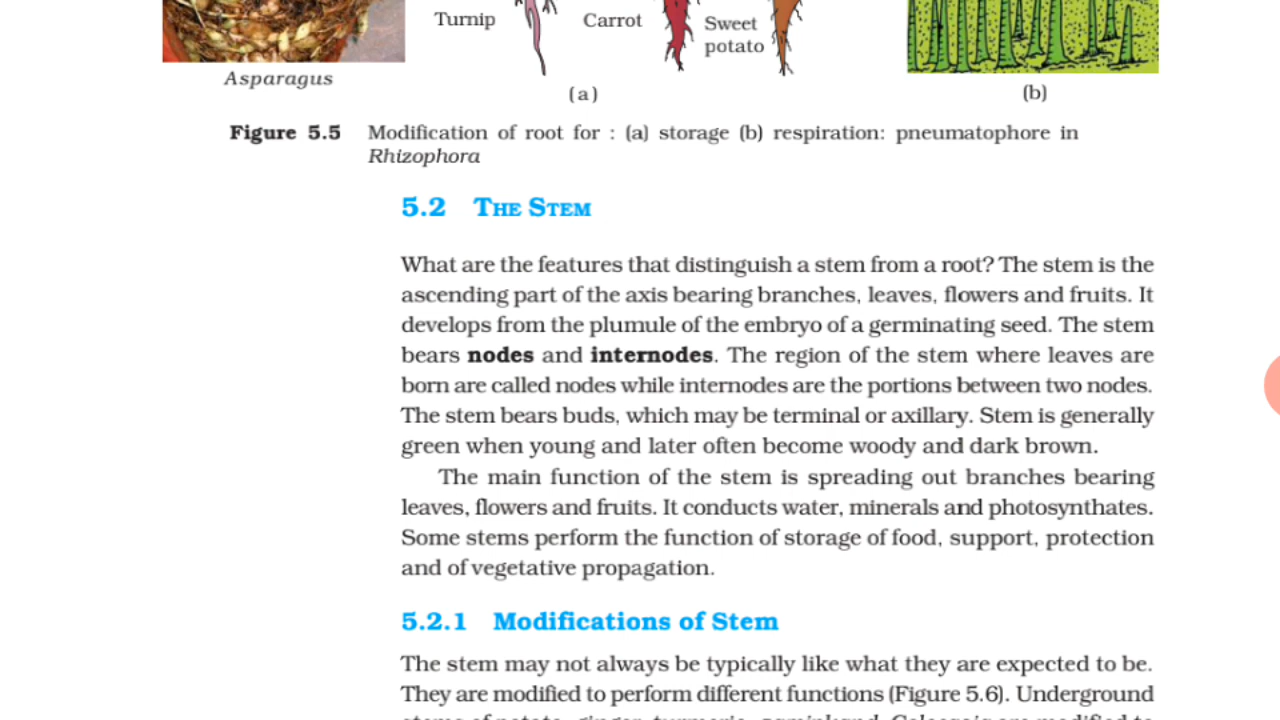 Turnip
Carrot
Sweet
potato
Asparagus
(a)
(b)
Figure 5.5 Modification of root for : (a) storage (b) respiration: pneumatophore in
Rhizophora
5.2 THE STEM
What are the features that distinguish a stem from a root? The stem is the
ascending part of the axis bearing branches, leaves, flowers and fruits. It
develops from the plumule of the embryo of a germinating seed. The stem
bears nodes and internodes. The region of the stem where leaves are
born are called nodes while internodes are the portions between two nodes.
The stem bears buds, which may be terminal or axillary. Stem is generally
green when young and later often become woody and dark brown.
The main function of the stem is spreading out branches bearing
leaves, flowers and fruits. It conducts water, minerals and photosynthates.
Some stems perform the function of storage of food, support, protection
and of vegetative propagation.
5.2.1 Modifications of Stem
The stem may not always be typically like what they are expected to be.
They are modified to perform different functions (Figure 5.6). Underground